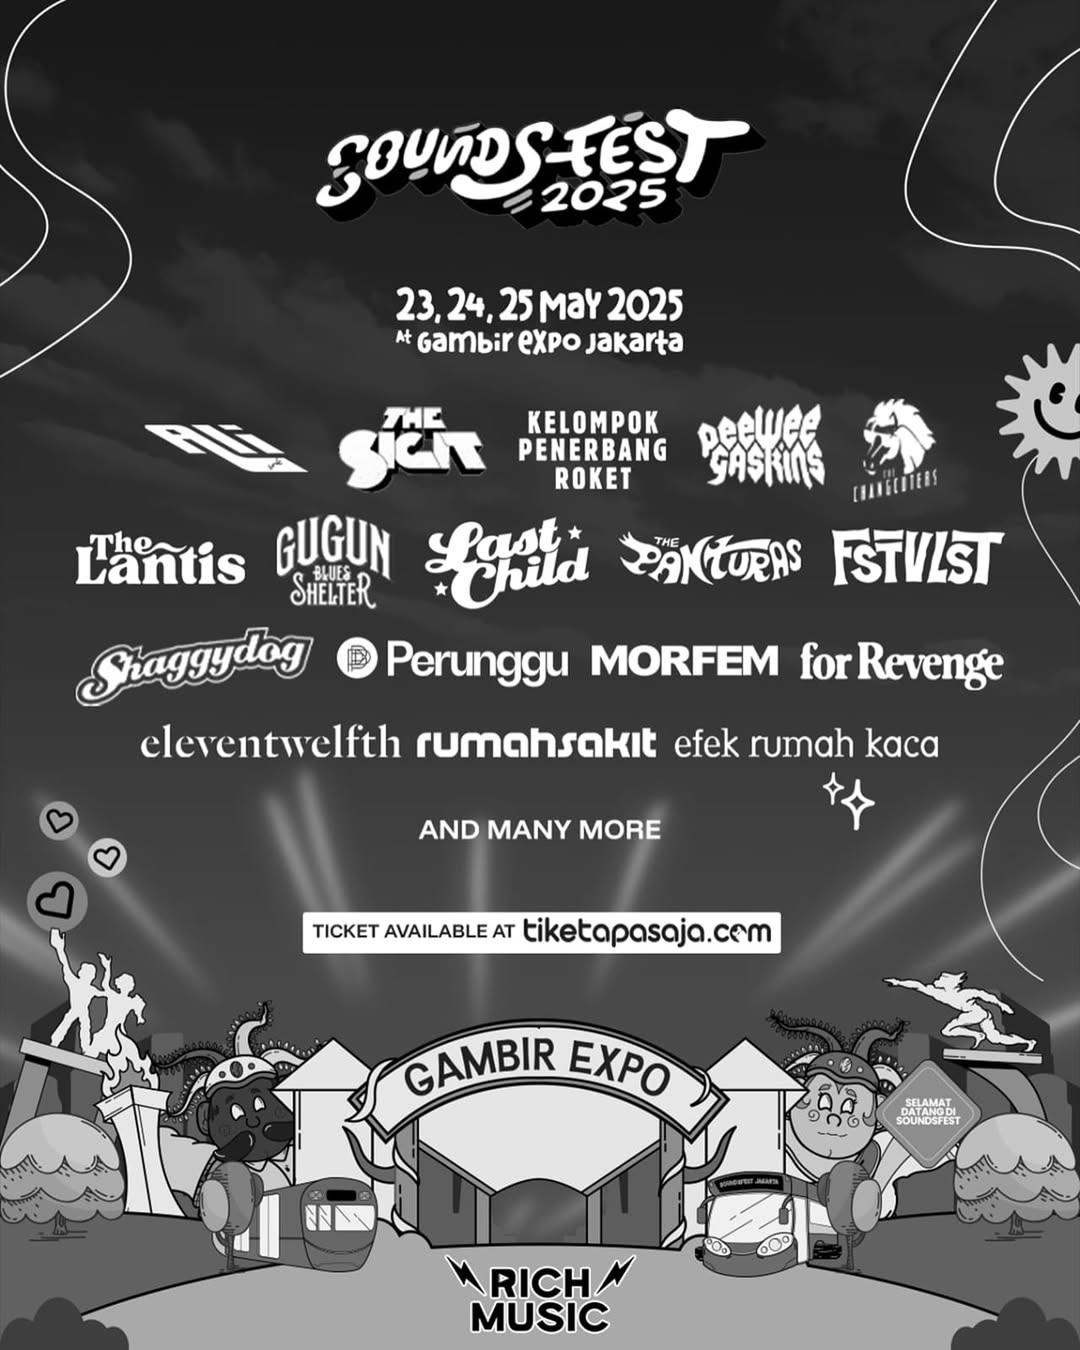 SOUNDSFEST
2025
23, 24, 25 MAY 2025
At Gambir Expo Jakarta
ALI
THE SIGIT
KELOMPOK
PENERBANG
ROKET
PEEWEE
GASKINS
THE
CHANGCUTERS
The
Lantis
GUGUN
BLUES
SHELTER
Last
Child
THE
PANTURAS
FSTVLST
Shaggydog
Perunggu
MORFEM
for Revenge
eleventwelfth
rumahsakit
efek rumah kaca
AND MANY MORE
TICKET AVAILABLE AT tiketapasaja.com
GAMBIR EXPO
SELAMAT
DATANG DI
SOUNDSFEST
SOUNDSFEST JAKARTA
RICH
MUSIC